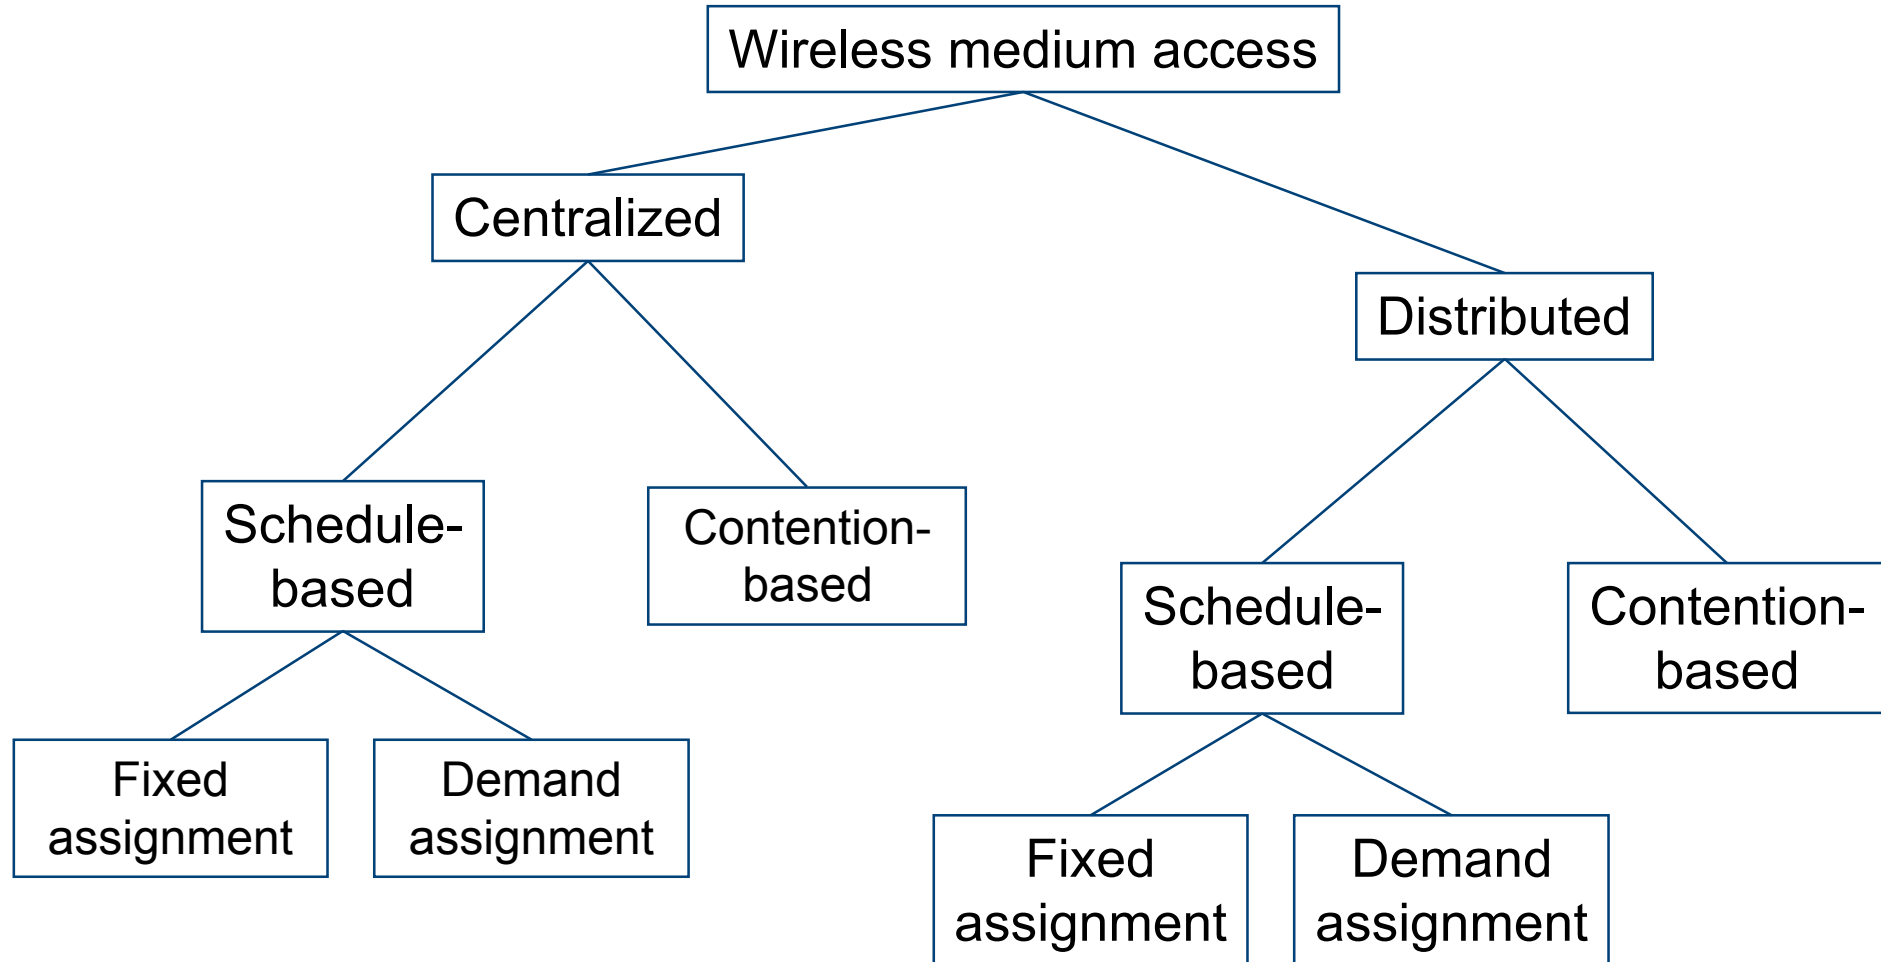 Wireless medium access
Centralized
Distributed
Schedule-
based
Contention-
based
Schedule-
based
Contention-
based
Fixed
assignment
Demand
assignment
Fixed
assignment
Demand
assignment